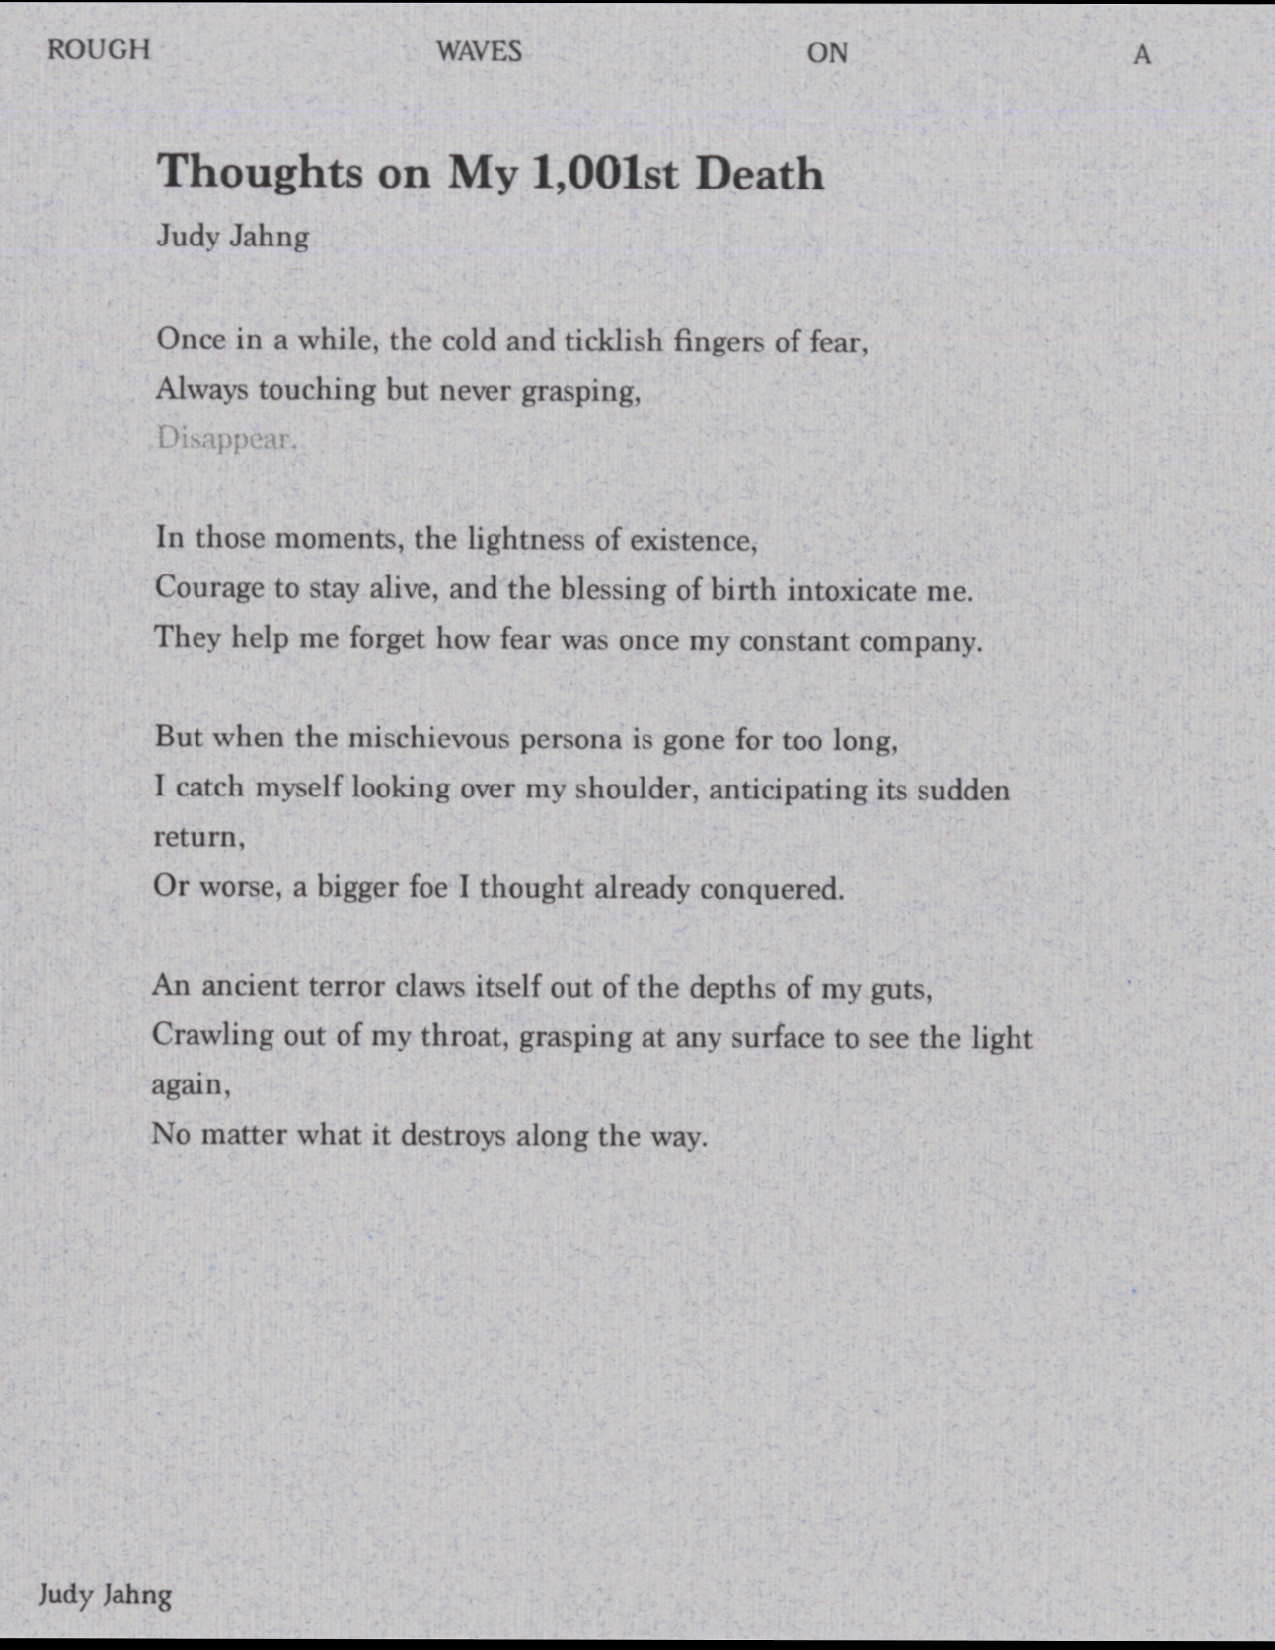 ROUGH WAVES ON A
Thoughts on My 1,001st Death
Judy Jahng
Once in a while, the cold and ticklish fingers of fear,
Always touching but never grasping,
Disappear.
In those moments, the lightness of existence,
Courage to stay alive, and the blessing of birth intoxicate me.
They help me forget how fear was once my constant company.
But when the mischievous persona is gone for too long,
I catch myself looking over my shoulder, anticipating its sudden
return,
Or worse, a bigger foe I thought already conquered.
An ancient terror claws itself out of the depths of my guts,
Crawling out of my throat, grasping at any surface to see the light
again,
No matter what it destroys along the way.
Judy Jahng